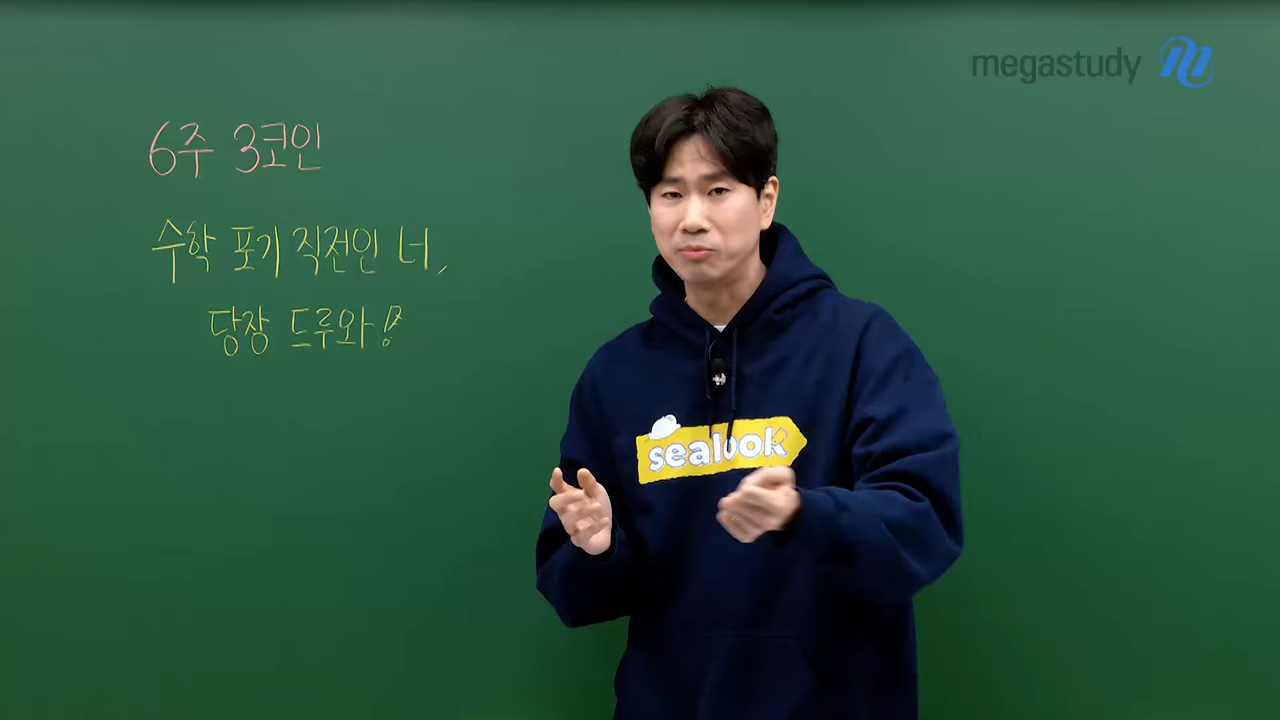 megastudy
6주 3코인
수학 포기 직전인 너,
당장 드루와!
sealook